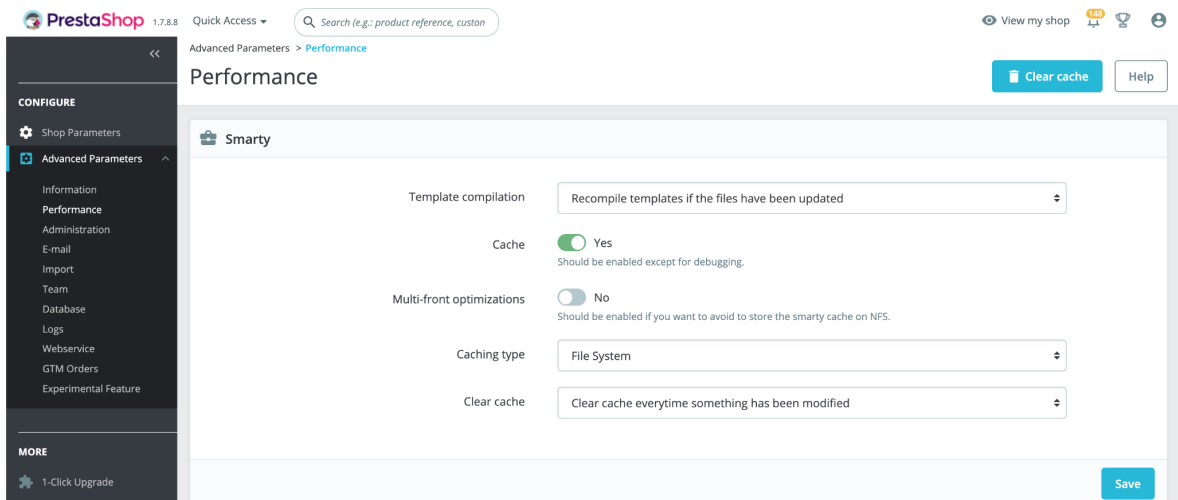 PrestaShop 1.7.8.8 Quick Access Search (e.g.: product reference, custon View my shop 148
Advanced Parameters > Performance
Performance
Clear cache Help
CONFIGURE
Shop Parameters
Advanced Parameters
Information
Performance
Administration
E-mail
Import
Team
Database
Logs
Webservice
GTM Orders
Experimental Feature
MORE
1-Click Upgrade
Smarty
Template compilation Recompile templates if the files have been updated
Cache Yes
Should be enabled except for debugging.
Multi-front optimizations No
Should be enabled if you want to avoid to store the smarty cache on NFS.
Caching type File System
Clear cache Clear cache everytime something has been modified
Save